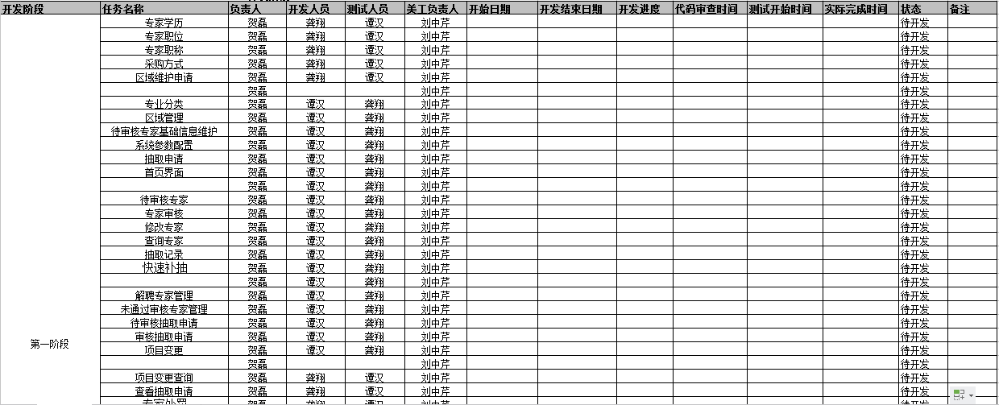 开发阶段 任务名称 负责人 开发人员 测试人员 美工负责人 开始日期 开发结束日期 开发进度 代码审查时间 测试开始时间 实际完成时间 状态 备注
专家学历 贺磊 龚翔 谭汉 刘中芹 待开发
专家职位 贺磊 龚翔 谭汉 刘中芹 待开发
专家职称 贺磊 龚翔 谭汉 刘中芹 待开发
采购方式 贺磊 龚翔 谭汉 刘中芹 待开发
区域维护申请 贺磊 龚翔 谭汉 刘中芹 待开发
贺磊 刘中芹 待开发
专业分类 贺磊 谭汉 龚翔 刘中芹 待开发
区域管理 贺磊 谭汉 龚翔 刘中芹 待开发
待审核专家基础信息维护 贺磊 谭汉 龚翔 刘中芹 待开发
系统参数配置 贺磊 谭汉 龚翔 刘中芹 待开发
抽取申请 贺磊 谭汉 龚翔 刘中芹 待开发
首页界面 贺磊 谭汉 龚翔 刘中芹 待开发
贺磊 谭汉 龚翔 刘中芹 待开发
待审核专家 贺磊 谭汉 龚翔 刘中芹 待开发
专家审核 贺磊 谭汉 龚翔 刘中芹 待开发
修改专家 贺磊 谭汉 龚翔 刘中芹 待开发
查询专家 贺磊 谭汉 龚翔 刘中芹 待开发
抽取记录 贺磊 谭汉 龚翔 刘中芹 待开发
快速补抽 贺磊 谭汉 龚翔 刘中芹 待开发
贺磊 谭汉 龚翔 刘中芹 待开发
解聘专家管理 贺磊 谭汉 龚翔 刘中芹 待开发
未通过审核专家管理 贺磊 谭汉 龚翔 刘中芹 待开发
待审核抽取申请 贺磊 谭汉 龚翔 刘中芹 待开发
审核抽取申请 贺磊 谭汉 龚翔 刘中芹 待开发
第一阶段 项目变更 贺磊 谭汉 龚翔 刘中芹 待开发
贺磊 刘中芹 待开发
项目变更查询 贺磊 龚翔 谭汉 刘中芹 待开发
查看抽取申请 贺磊 龚翔 谭汉 刘中芹 待开发
专家处罚 贺磊 龚翔 谭汉 刘中芹 待开发